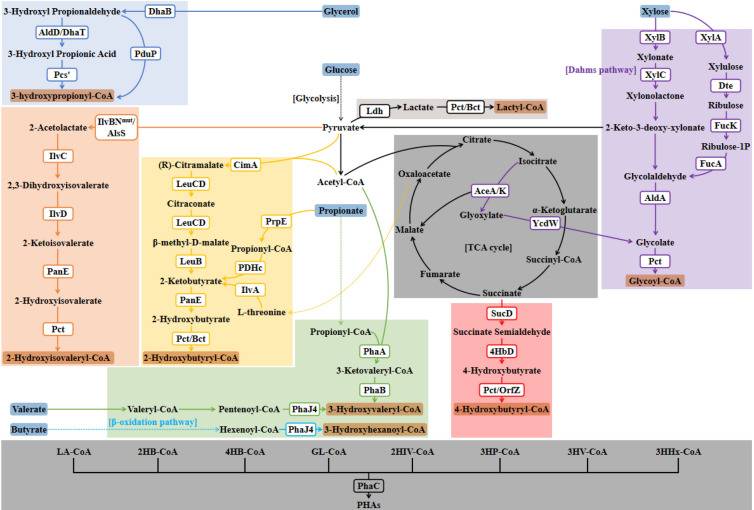 3-Hydroxyl Propionaldehyde
DhaB
Glycerol
Xylose
AldD/DhaT
PduP
XylB
XylA
3-Hydroxyl Propionic Acid
Xylonate
Xylulose
Pcs'
Glucose
[Dahms pathway]
XylC
Dte
3-hydroxypropionyl-CoA
[Glycolysis]
Xylonolactone
Ribulose
Ldh
Lactate
Pct/Bct
Lactyl-CoA
FucK
2-Acetolactate
IlvBNmut/
AlsS
Pyruvate
2-Keto-3-deoxy-xylonate
Ribulose-1P
Citrate
IlvC
(R)-Citramalate
CimA
Isocitrate
FucA
LeuCD
Acetyl-CoA
Oxaloacetate
Glycolaldehyde
2,3-Dihydroxyisovalerate
Citraconate
AceA/K
AldA
IlvD
LeuCD
PrpE
Propionate
Glyoxylate
α-Ketoglutarate
YcdW
2-Ketoisovalerate
β-methyl-D-malate
Propionyl-CoA
Malate
[TCA cycle]
Glycolate
LeuB
PDHc
Succinyl-CoA
Pct
PanE
2-Ketobutyrate
Fumarate
Glycoyl-CoA
PanE
IlvA
2-Hydroxyisovalerate
2-Hydroxybutyrate
L-threonine
Succinate
SucD
Pct
Pct/Bct
Propionyl-CoA
Succinate Semialdehyde
PhaA
4HbD
2-Hydroxyisovaleryl-CoA
2-Hydroxybutyryl-CoA
3-Ketovaleryl-CoA
4-Hydroxybutyrate
PhaB
Pct/OrfZ
Valerate
Valeryl-CoA
Pentenoyl-CoA
PhaJ4
3-Hydroxyvaleryl-CoA
4-Hydroxybutyryl-CoA
[β-oxidation pathway]
Butyrate
Hexenoyl-CoA
PhaJ4
3-Hydroxyhexanoyl-CoA
LA-CoA
2HB-CoA
4HB-CoA
GL-CoA
2HIV-CoA
3HP-CoA
3HV-CoA
3HHx-CoA
PhaC
PHAs